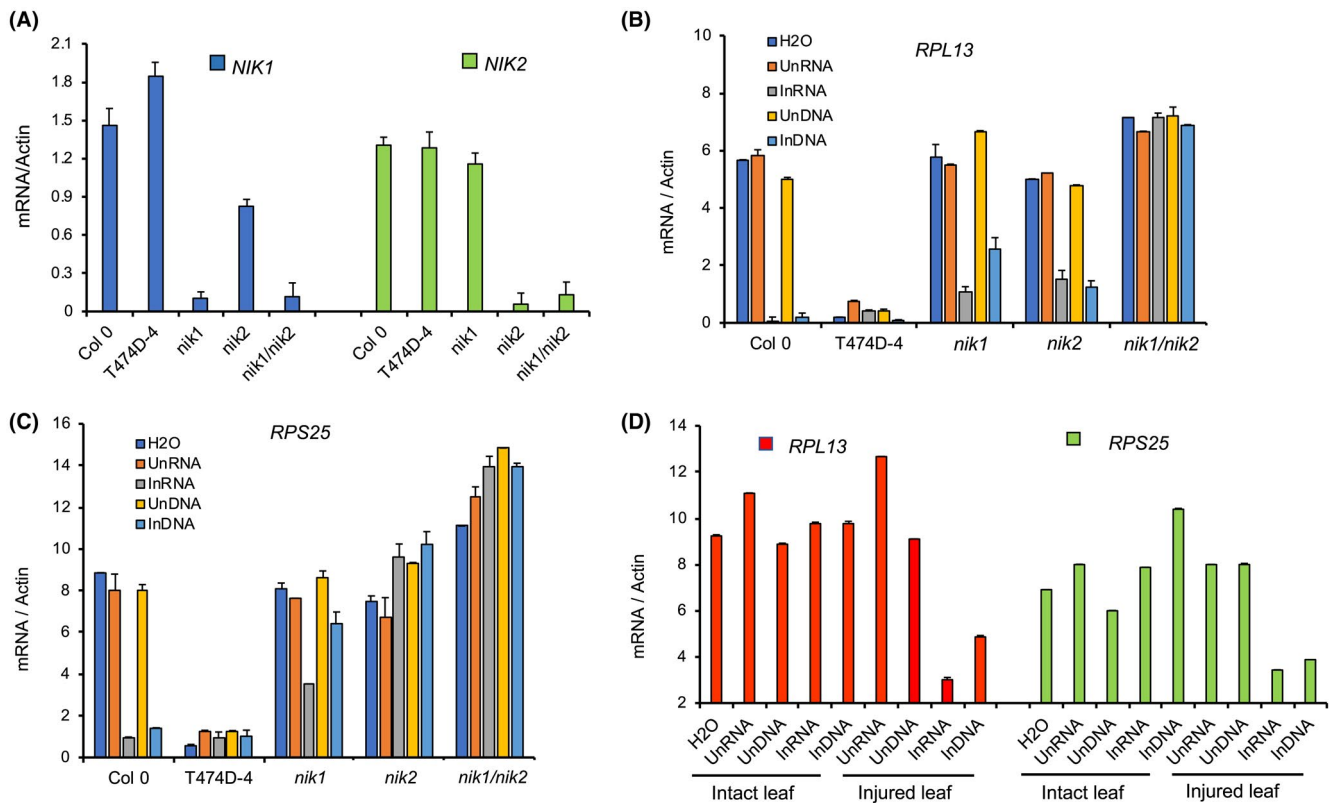 (A)
mRNA/Actin
2.1
1.8
1.5
1.2
0.9
0.6
0.3
0
NIK1
NIK2
Col 0
T474D-4
nik1
nik2
nik1/nik2
Col 0
T474D-4
nik1
nik2
nik1/nik2
(B)
RPL13
mRNA / Actin
10
8
6
4
2
0
H2O
UnRNA
InRNA
UnDNA
InDNA
Col 0
T474D-4
nik1
nik2
nik1/nik2
(C)
RPS25
mRNA / Actin
16
14
12
10
8
6
4
2
0
H2O
UnRNA
InRNA
UnDNA
InDNA
Col 0
T474D-4
nik1
nik2
nik1/nik2
(D)
mRNA / Actin
14
12
10
8
6
4
2
RPL13
RPS25
H2O
UnRNA
UnDNA
InRNA
InDNA
UnRNA
UnDNA
InRNA
InDNA
H2O
UnRNA
UnDNA
InRNA
InDNA
UnRNA
UnDNA
InRNA
InDNA
Intact leaf
Injured leaf
Intact leaf
Injured leaf